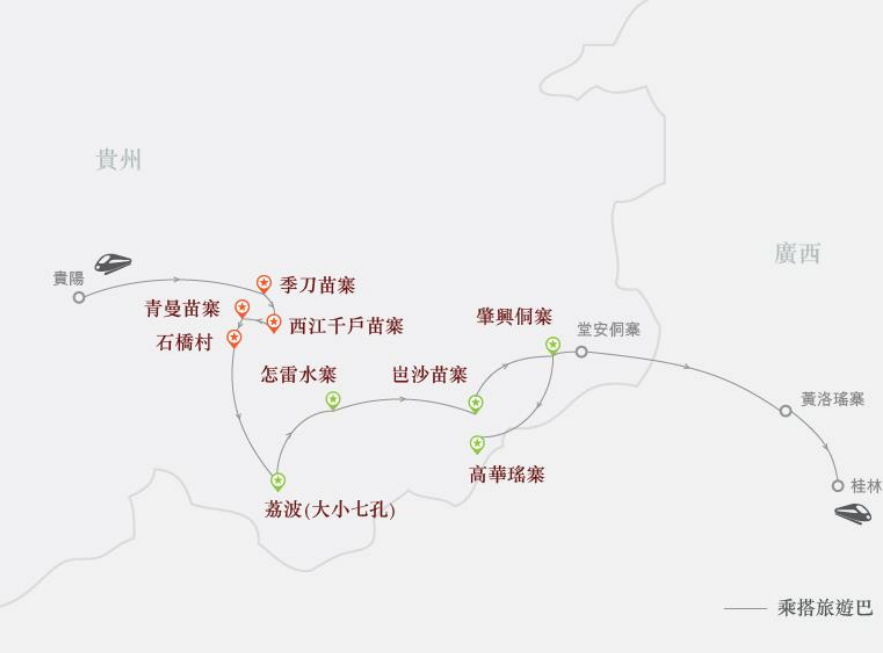 貴州
廣西
貴陽
季刀苗寨
青曼苗寨
西江千戶苗寨
石橋村
肇興侗寨
堂安侗寨
怎雷水寨
岜沙苗寨
黃洛瑤寨
高華瑤寨
桂林
荔波(大小七孔)
乘搭旅遊巴